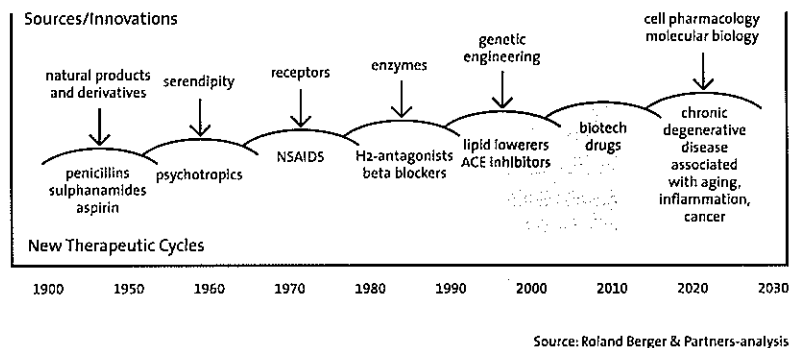 Sources/Innovations
natural products
and derivatives
serendipity
receptors
enzymes
genetic
engineering
cell pharmacology
molecular biology
penicillins
sulphanamides
aspirin
psychotropics
NSAIDS
H2-antagonists
beta blockers
lipid lowerers
ACE inhibitors
biotech
drugs
chronic
degenerative
disease
associated
with aging,
inflammation,
cancer
New Therapeutic Cycles
1900 1950 1960 1970 1980 1990 2000 2010 2020 2030
Source: Roland Berger & Partners-analysis